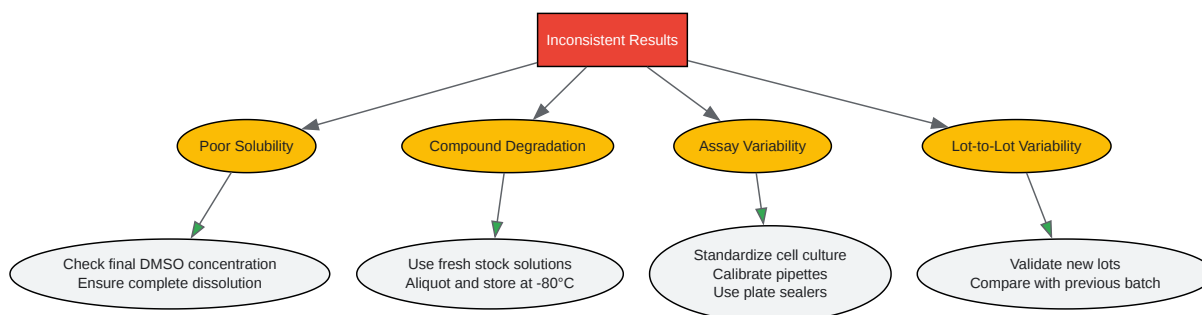 Inconsistent Results
Poor Solubility
Compound Degradation
Assay Variability
Lot-to-Lot Variability
Check final DMSO concentration
Ensure complete dissolution
Use fresh stock solutions
Aliquot and store at -80°C
Standardize cell culture
Calibrate pipettes
Use plate sealers
Validate new lots
Compare with previous batch